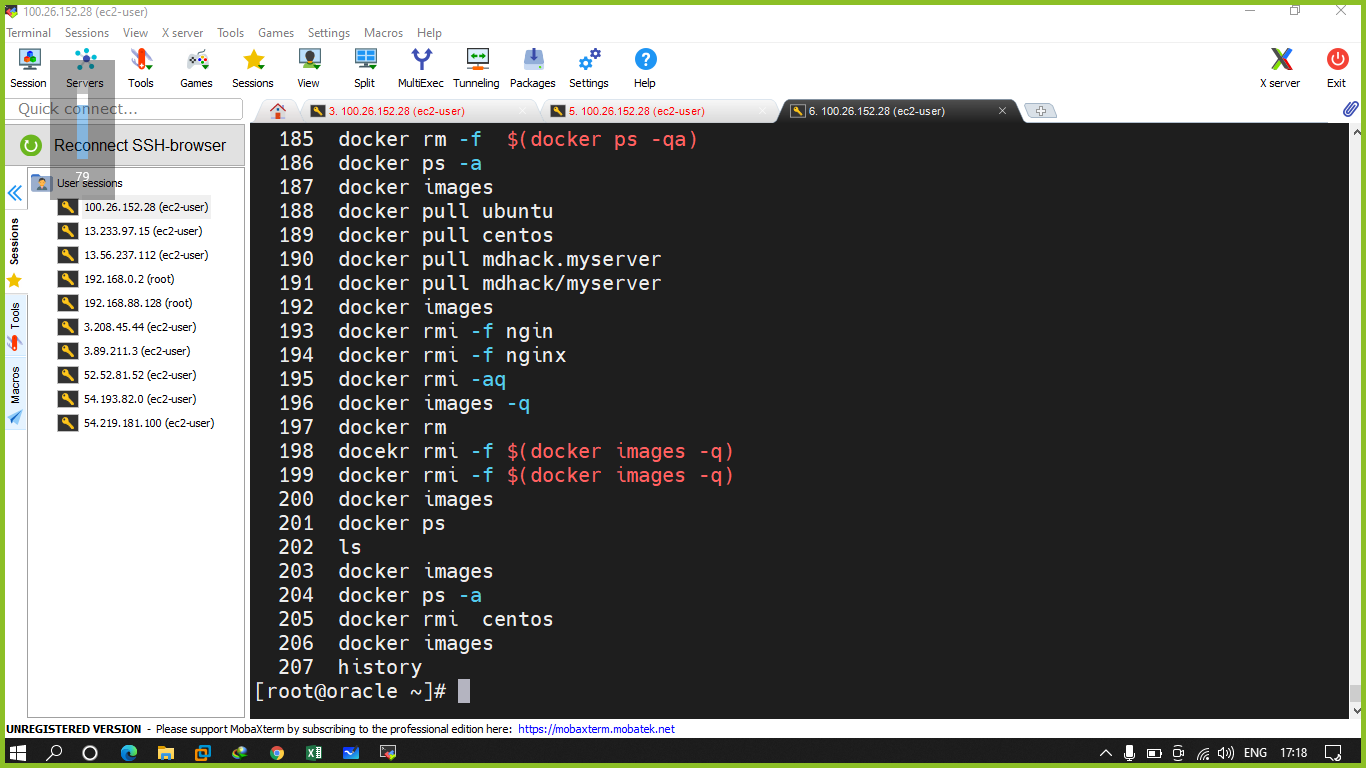 100.26.152.28 (ec2-user)
Terminal Sessions View X server Tools Games Settings Macros Help
Session Servers Tools Games Sessions View Split MultiExec Tunneling Packages Settings Help X server Exit
Quick connect...
3. 100.26.152.28 (ec2-user)
5. 100.26.152.28 (ec2-user)
6. 100.26.152.28 (ec2-user)
Reconnect SSH-browser
79
User sessions
100.26.152.28 (ec2-user)
13.233.97.15 (ec2-user)
13.56.237.112 (ec2-user)
192.168.0.2 (root)
192.168.88.128 (root)
3.208.45.44 (ec2-user)
3.89.211.3 (ec2-user)
52.52.81.52 (ec2-user)
54.193.82.0 (ec2-user)
54.219.181.100 (ec2-user)
Sessions
Tools
Macros
185 docker rm -f $(docker ps -qa)
186 docker ps -a
187 docker images
188 docker pull ubuntu
189 docker pull centos
190 docker pull mdhack.myserver
191 docker pull mdhack/myserver
192 docker images
193 docker rmi -f ngin
194 docker rmi -f nginx
195 docker rmi -aq
196 docker images -q
197 docker rm
198 docekr rmi -f $(docker images -q)
199 docker rmi -f $(docker images -q)
200 docker images
201 docker ps
202 ls
203 docker images
204 docker ps -a
205 docker rmi centos
206 docker images
207 history
[root@oracle ~]#
UNREGISTERED VERSION - Please support MobaXterm by subscribing to the professional edition here: https://mobaxterm.mobatek.net
ENG 17:18